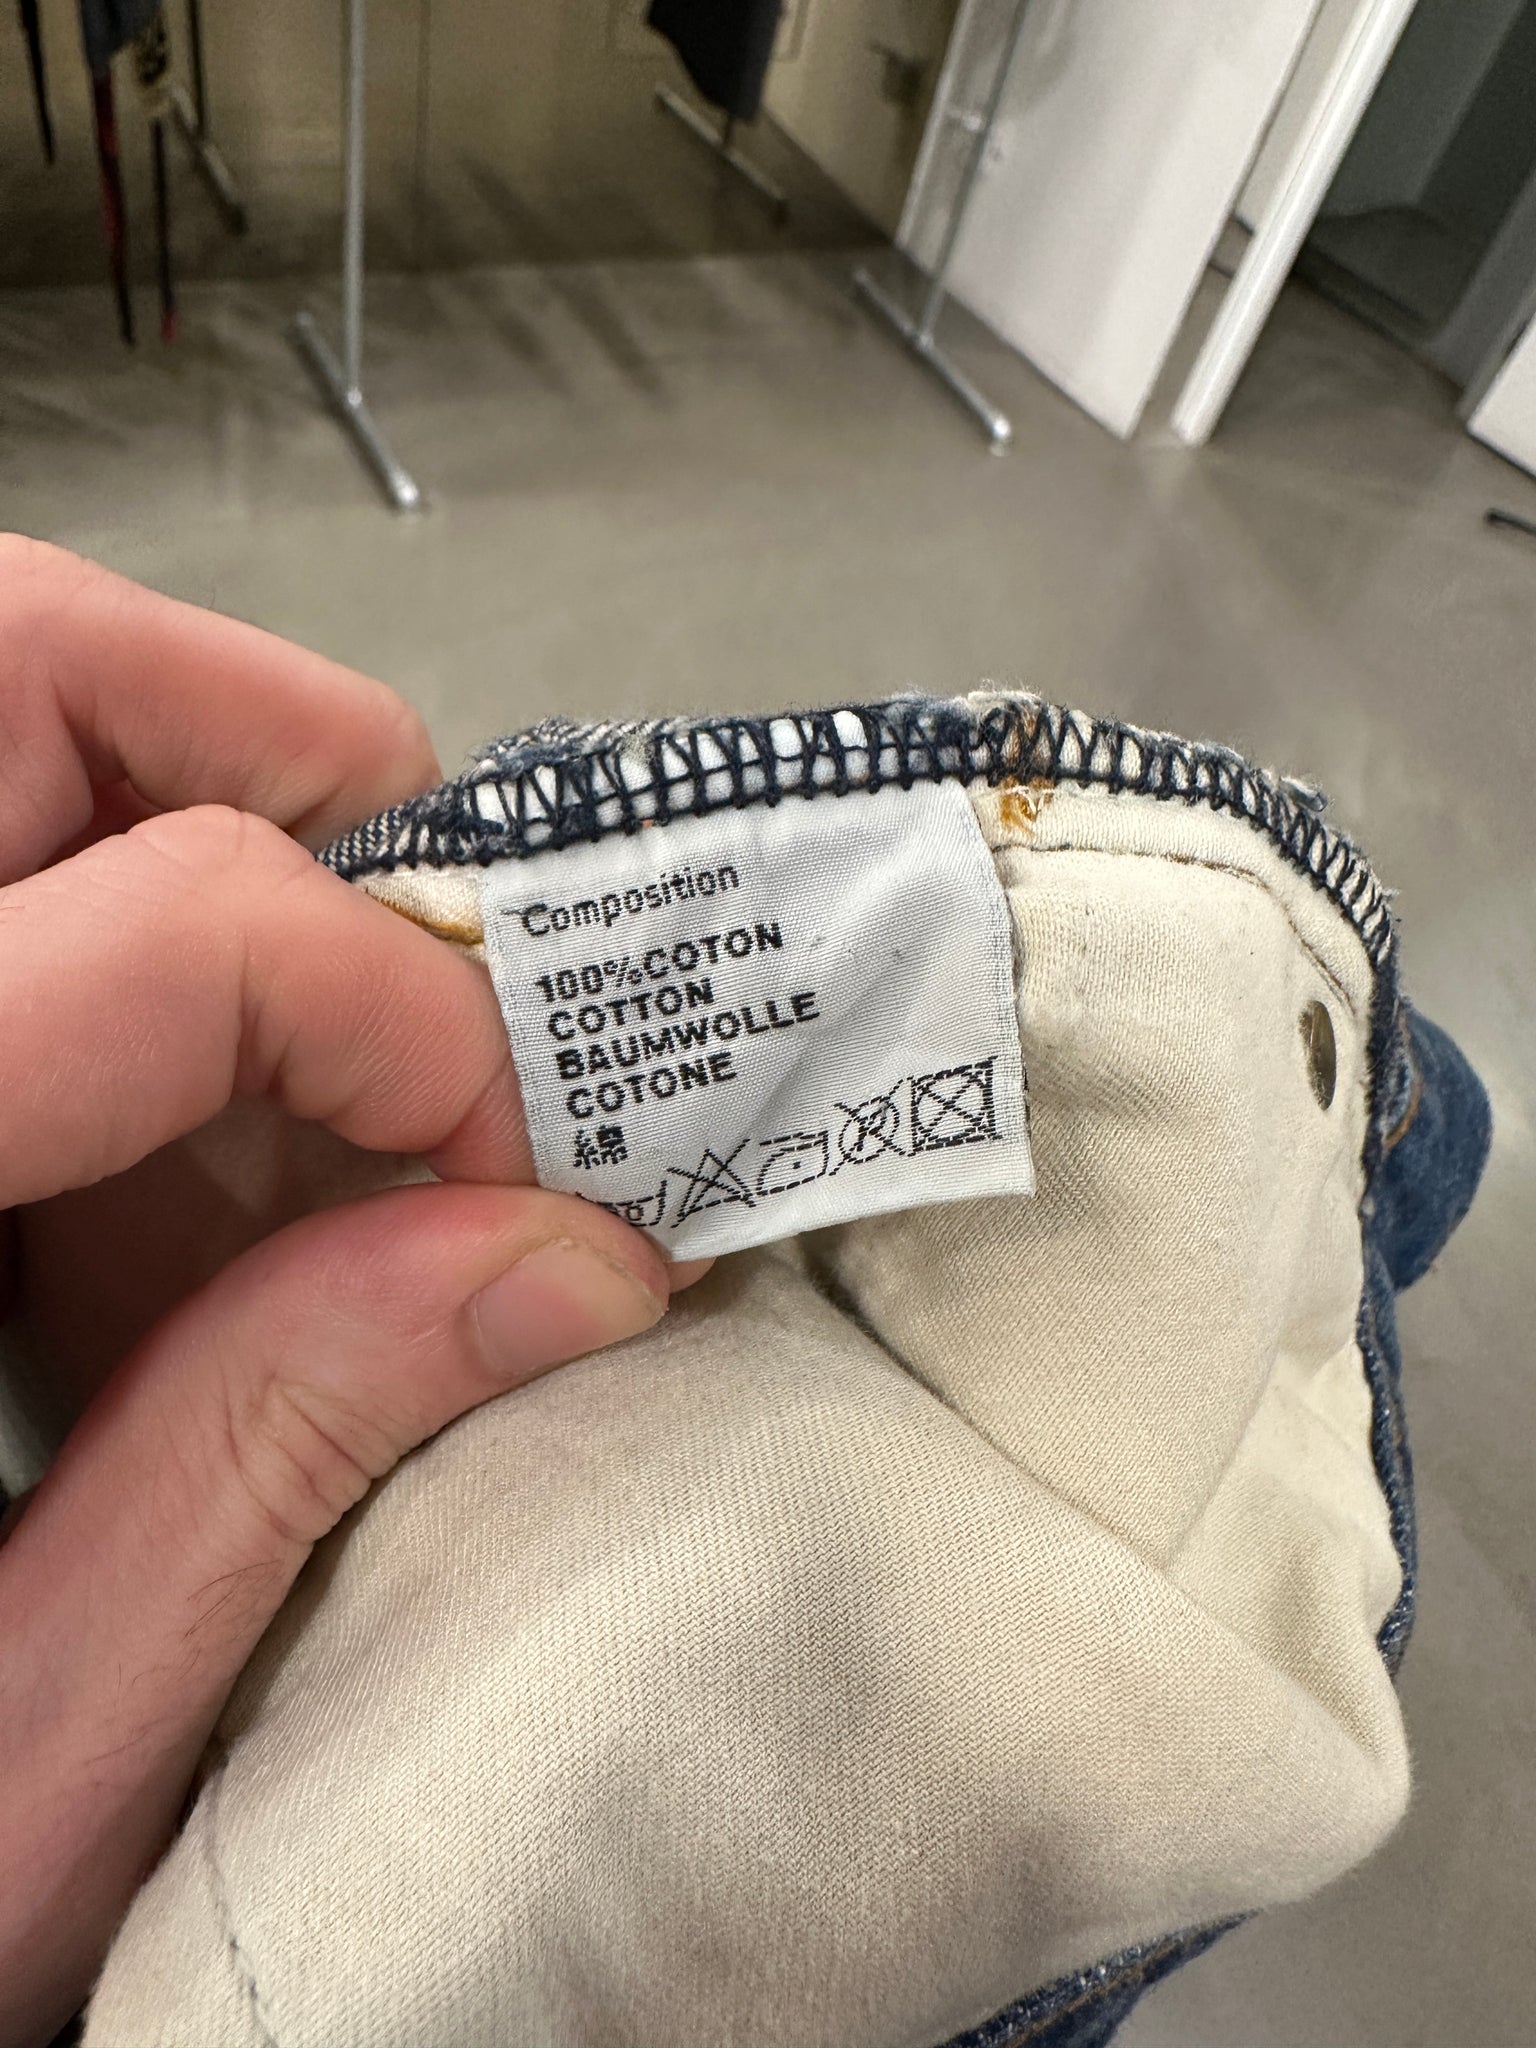 Composition
100%COTON
COTTON
BAUMWOLLE
COTONE
綿